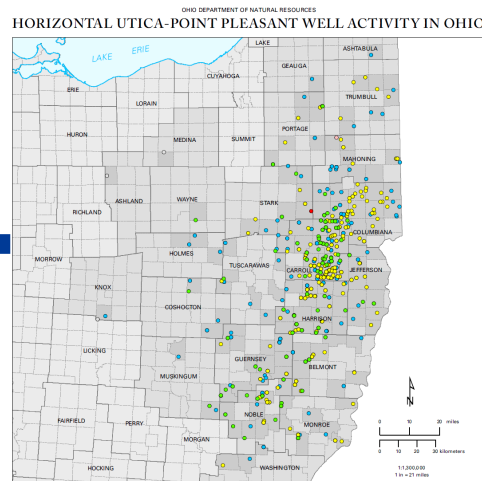 OHIO DEPARTMENT OF NATURAL RESOURCES
HORIZONTAL UTICA-POINT PLEASANT WELL ACTIVITY IN OHIO
LAKE ERIE
LAKE
ASHTABULA
GEAUGA
CUYAHOGA
ERIE
LORAIN
TRUMBULL
HURON
MEDINA
SUMMIT
PORTAGE
MAHONING
ASHLAND
WAYNE
STARK
RICHLAND
COLUMBIANA
MORROW
HOLMES
TUSCARAWAS
CARROLL
JEFFERSON
KNOX
COSHOCTON
HARRISON
LICKING
GUERNSEY
BELMONT
MUSKINGUM
FAIRFIELD
PERRY
NOBLE
MONROE
MORGAN
HOCKING
WASHINGTON
N
0 10 20 miles
0 10 20 30 kilometers
1:1,300,000
1 in = 21 miles